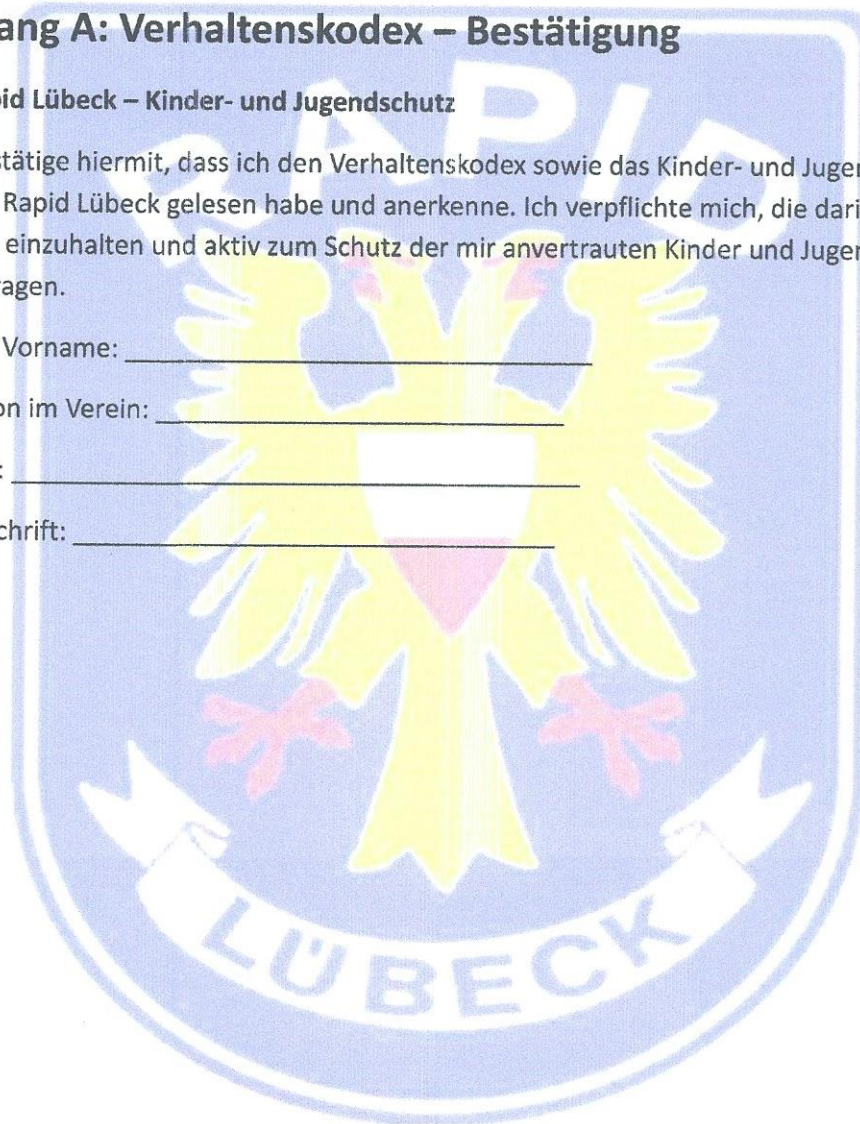 ang A: Verhaltenskodex – Bestätigung
RAPID
pid Lübeck – Kinder- und Jugendschutz
stätige hiermit, dass ich den Verhaltenskodex sowie das Kinder- und Jugen
Rapid Lübeck gelesen habe und anerkenne. Ich verpflichte mich, die dari
einzuhalten und aktiv zum Schutz der mir anvertrauten Kinder und Jugen
ragen.
Vorname:
on im Verein:
:
chrift:
LÜBECK